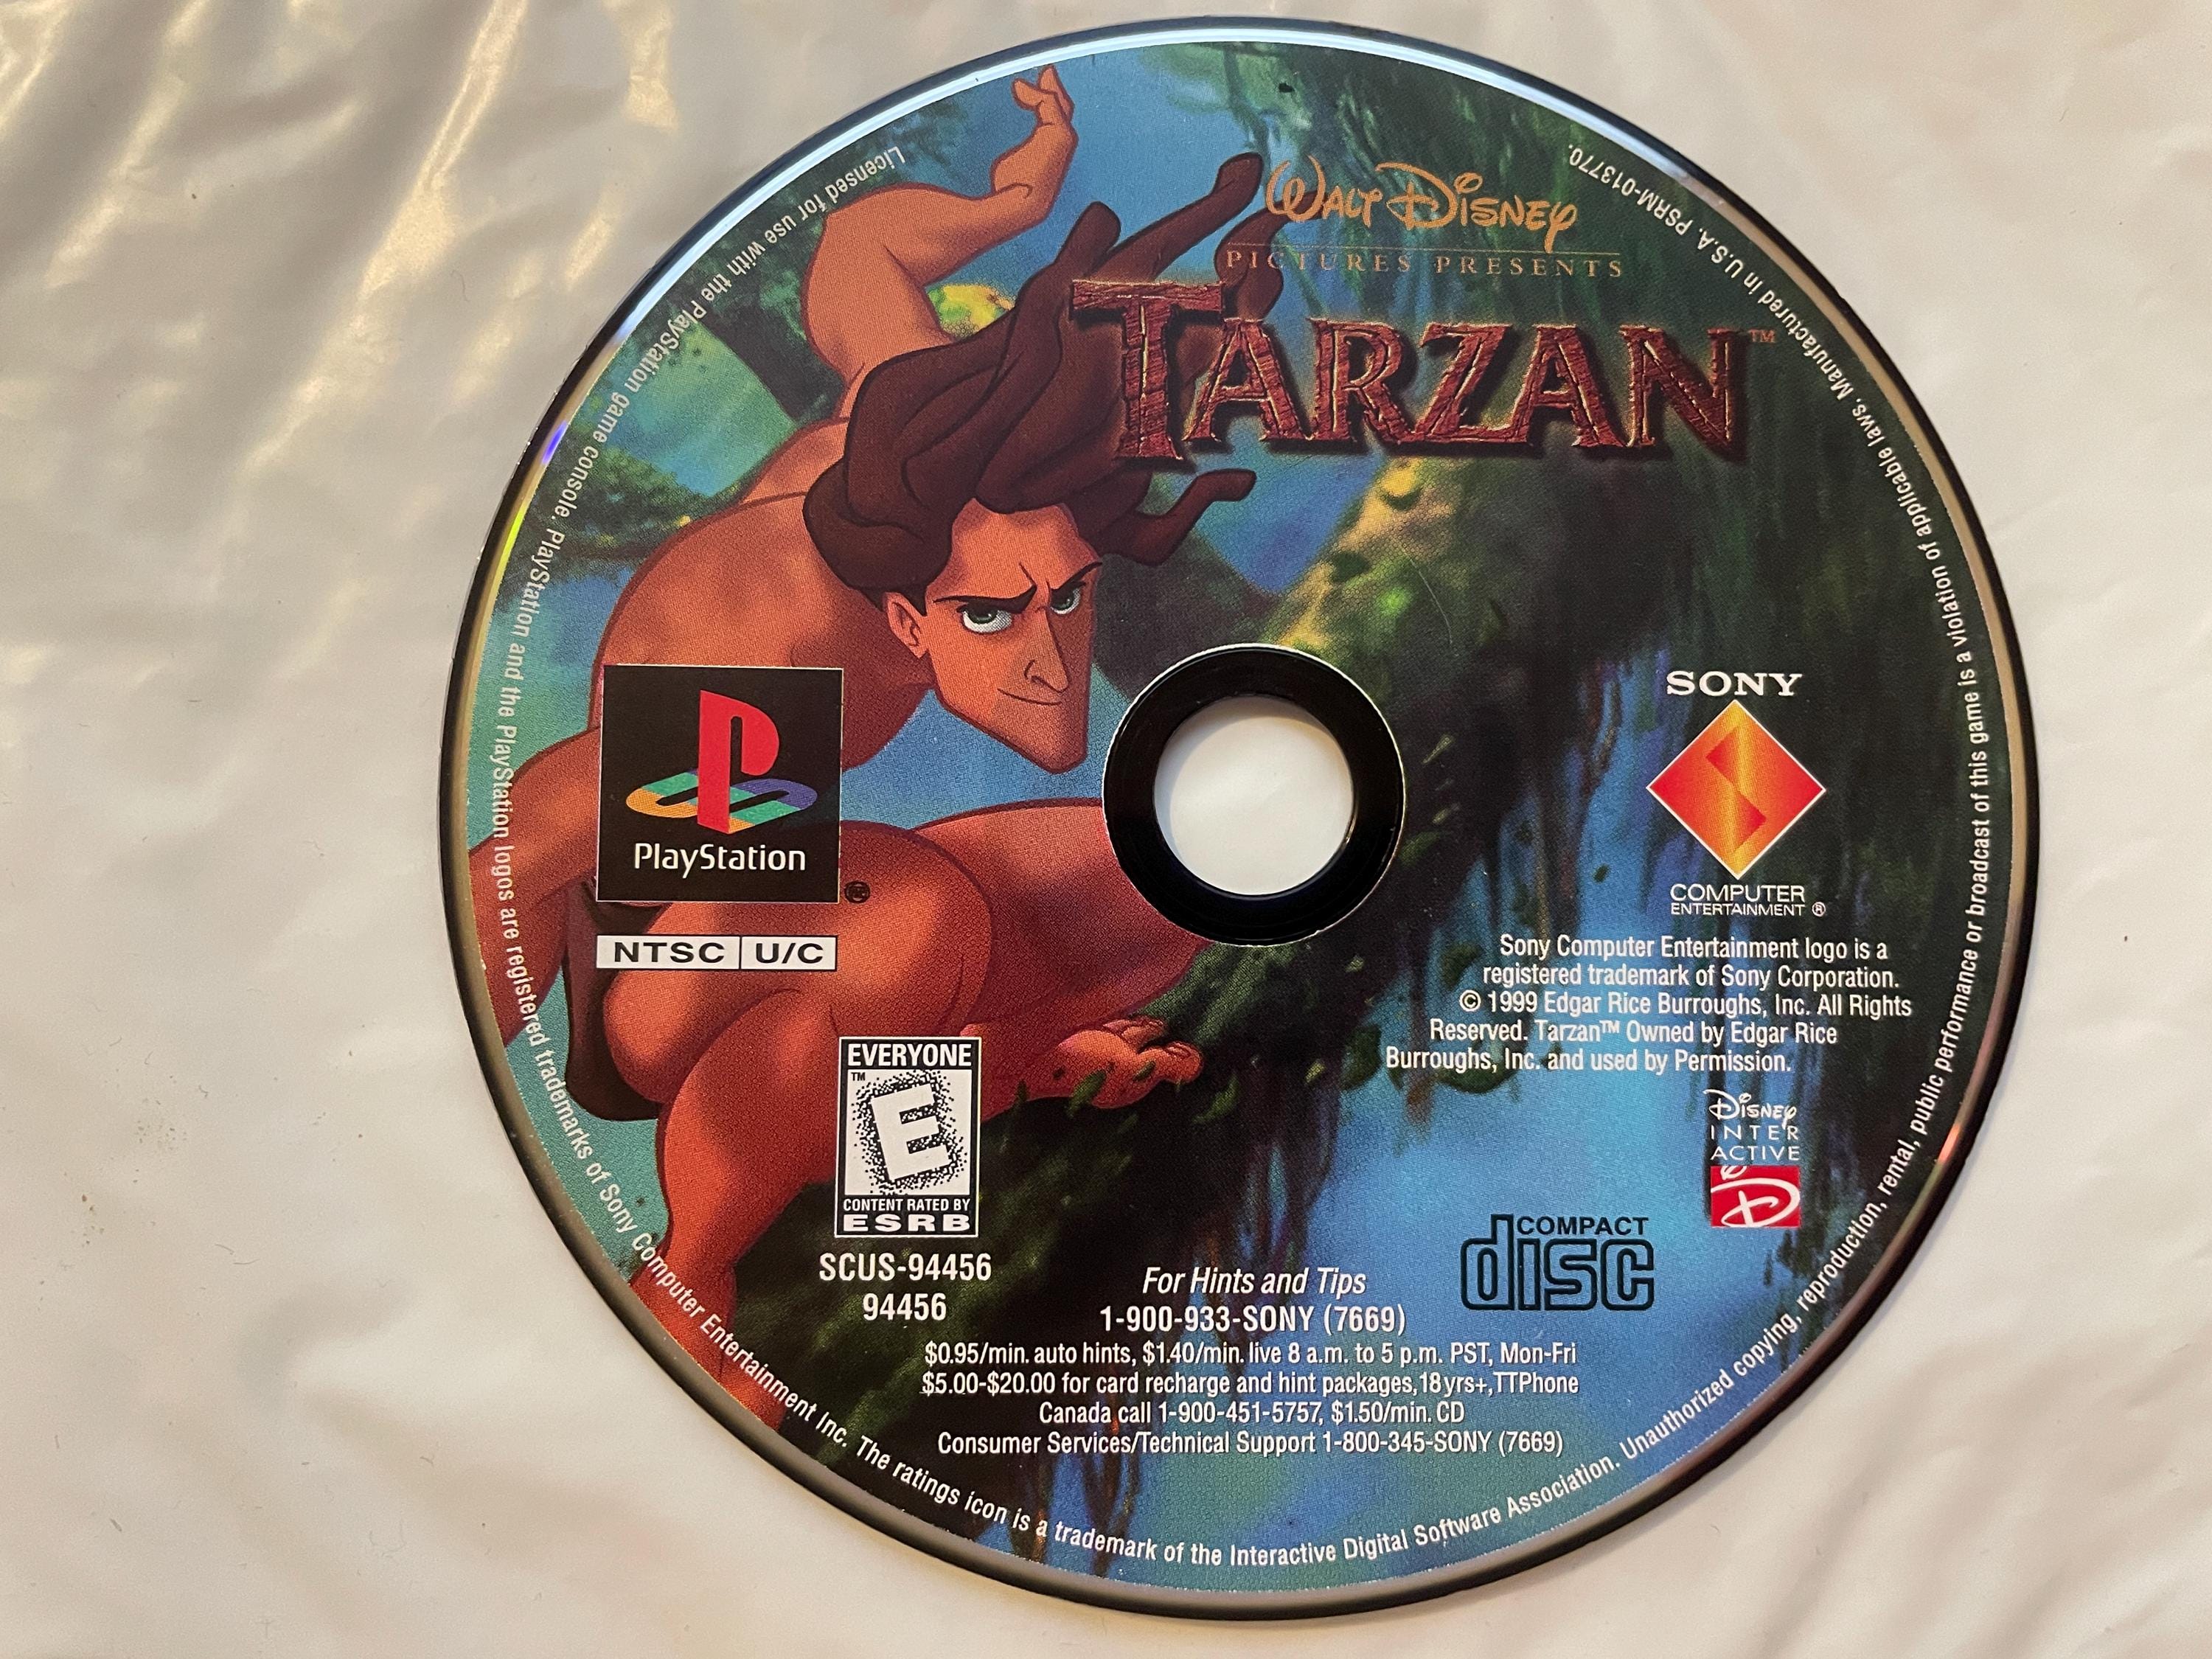 WALT DISNEY
PICTURES PRESENTS
TARZAN™
PlayStation
®
NTSC U/C
SONY
COMPUTER
ENTERTAINMENT ®
Sony Computer Entertainment logo is a
registered trademark of Sony Corporation.
© 1999 Edgar Rice Burroughs, Inc. All Rights
Reserved. Tarzan™ Owned by Edgar Rice
Burroughs, Inc. and used by Permission.
EVERYONE
™
E
CONTENT RATED BY
ESRB
SCUS-94456
94456
DISNEY
INTER
ACTIVE
D
COMPACT
disc
For Hints and Tips
1-900-933-SONY (7669)
$0.95/min. auto hints, $1.40/min. live 8 a.m. to 5 p.m. PST, Mon-Fri
$5.00-$20.00 for card recharge and hint packages,18yrs+,TTPhone
Canada call 1-900-451-5757, $1.50/min. CD
Consumer Services/Technical Support 1-800-345-SONY (7669)
Licensed for use with the PlayStation game console. PlayStation and the PlayStation logos are registered trademarks of Sony Computer Entertainment Inc. The ratings icon is a trademark of the Interactive Digital Software Association. Unauthorized copying, reproduction, rental, public performance or broadcast of this game is a violation of applicable laws. Manufactured in U.S.A. PSRM-013770.